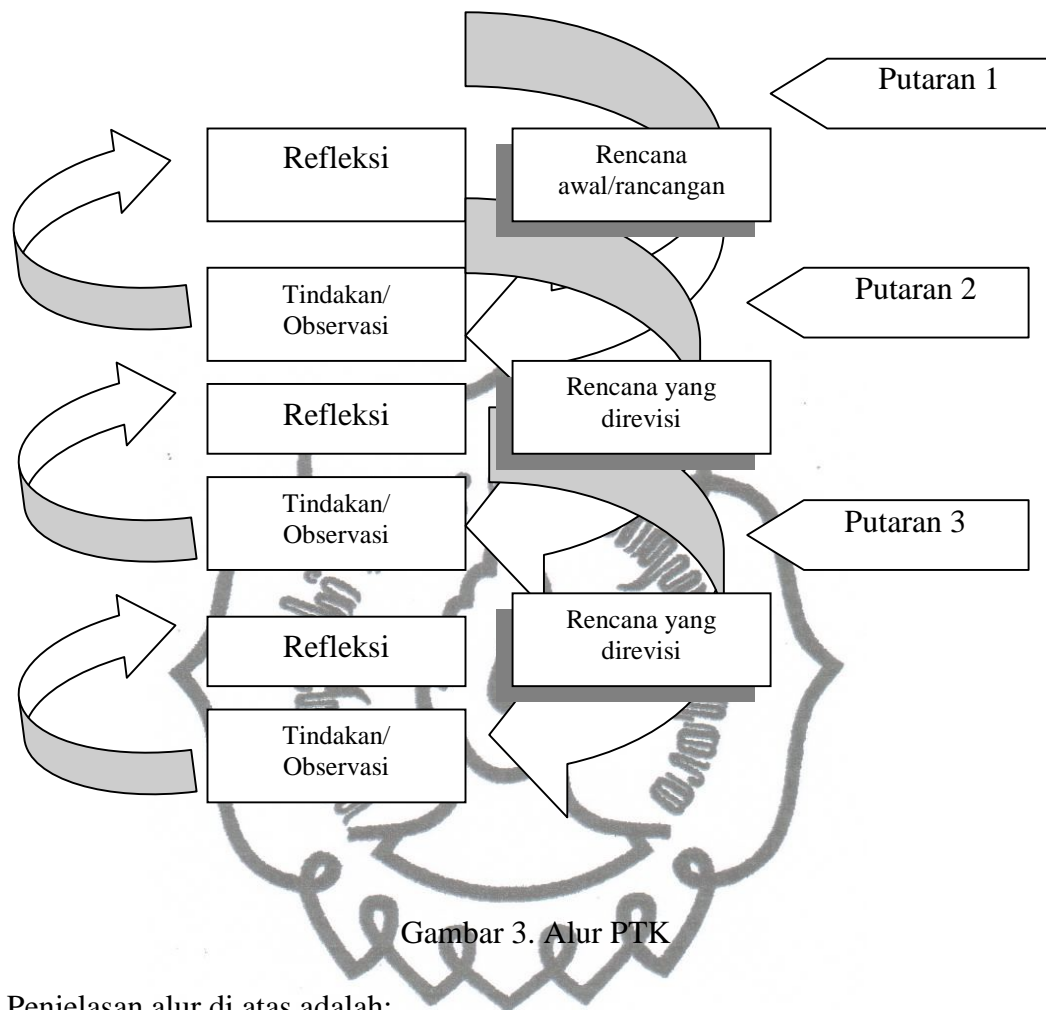 Putaran 1
Refleksi
Rencana
awal/rancangan
Tindakan/
Observasi
Putaran 2
Refleksi
Rencana yang
direvisi
Tindakan/
Observasi
Putaran 3
Refleksi
Rencana yang
direvisi
Tindakan/
Observasi
Gambar 3. Alur PTK
Penjelasan alur di atas adalah: